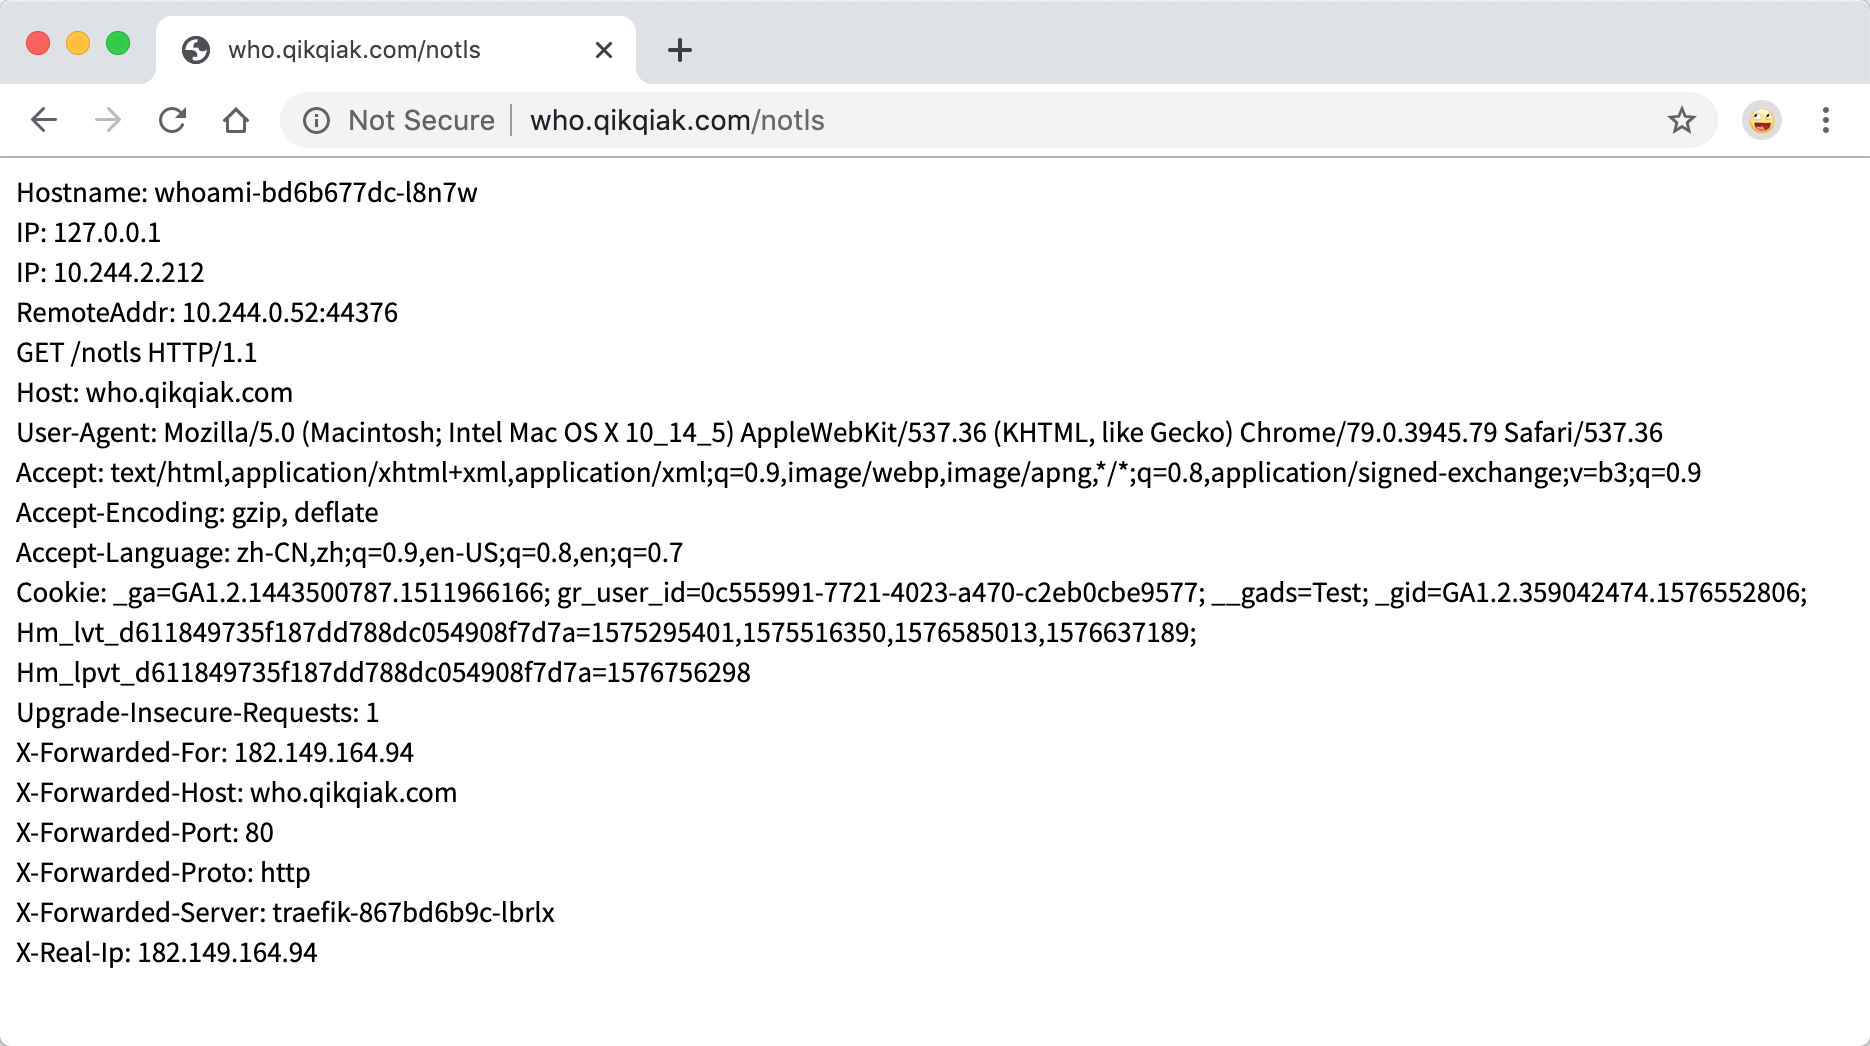 who.qikqiak.com/notls
Not Secure who.qikqiak.com/notls
Hostname: whoami-bd6b677dc-l8n7w
IP: 127.0.0.1
IP: 10.244.2.212
RemoteAddr: 10.244.0.52:44376
GET /notls HTTP/1.1
Host: who.qikqiak.com
User-Agent: Mozilla/5.0 (Macintosh; Intel Mac OS X 10_14_5) AppleWebKit/537.36 (KHTML, like Gecko) Chrome/79.0.3945.79 Safari/537.36
Accept: text/html,application/xhtml+xml,application/xml;q=0.9,image/webp,image/apng,*/*;q=0.8,application/signed-exchange;v=b3;q=0.9
Accept-Encoding: gzip, deflate
Accept-Language: zh-CN,zh;q=0.9,en-US;q=0.8,en;q=0.7
Cookie: _ga=GA1.2.1443500787.1511966166; gr_user_id=0c555991-7721-4023-a470-c2eb0cbe9577; __gads=Test; _gid=GA1.2.359042474.1576552806;
Hm_lvt_d611849735f187dd788dc054908f7d7a=1575295401,1575516350,1576585013,1576637189;
Hm_lpvt_d611849735f187dd788dc054908f7d7a=1576756298
Upgrade-Insecure-Requests: 1
X-Forwarded-For: 182.149.164.94
X-Forwarded-Host: who.qikqiak.com
X-Forwarded-Port: 80
X-Forwarded-Proto: http
X-Forwarded-Server: traefik-867bd6b9c-lbrlx
X-Real-Ip: 182.149.164.94